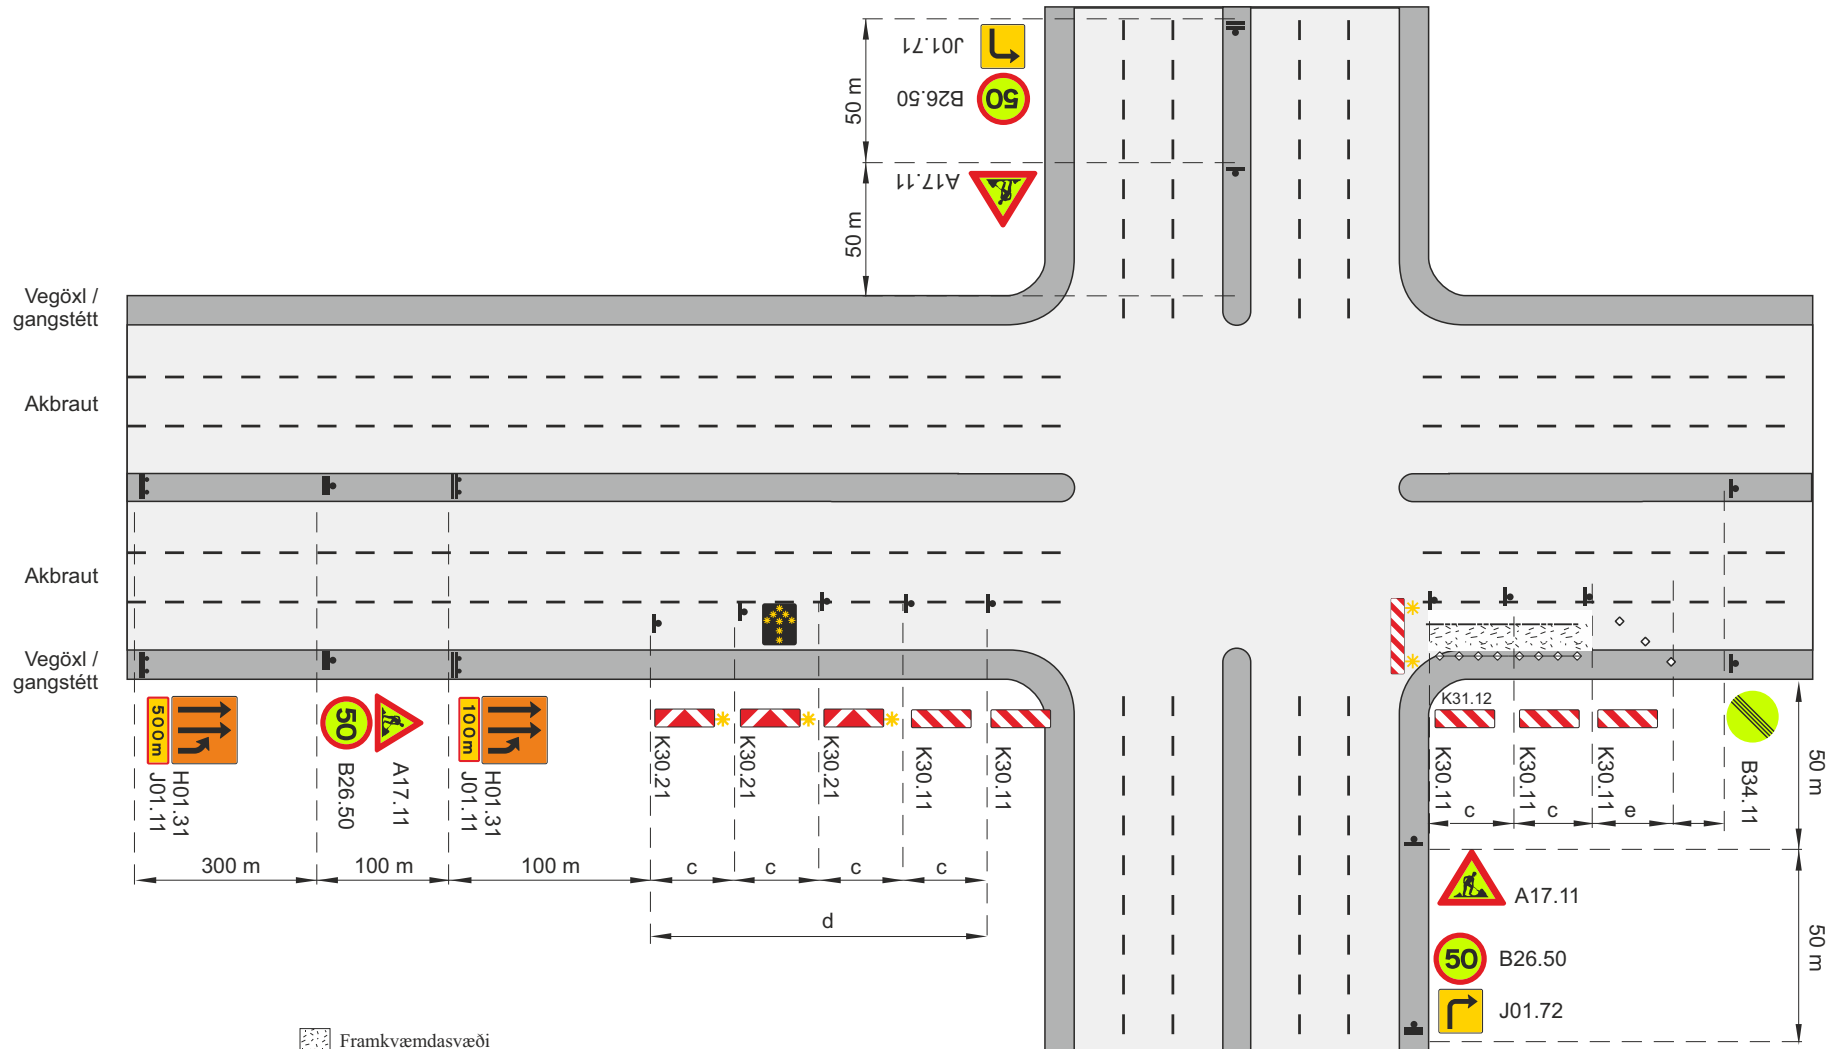 J01.71
B26.50
50
50 m
A17.11
50 m
Vegöxl /
gangstétt
Akbraut
Akbraut
Vegöxl /
gangstétt
500m
J01.11
H01.31
50
B26.50
A17.11
100m
J01.11
H01.31
K30.21
K30.21
K30.21
K30.11
K30.11
K31.12
K30.11
K30.11
K30.11
B34.11
c
c
e
300 m
100 m
100 m
c
c
c
c
d
50 m
A17.11
50
B26.50
J01.72
50 m
Framkvæmdasvæði